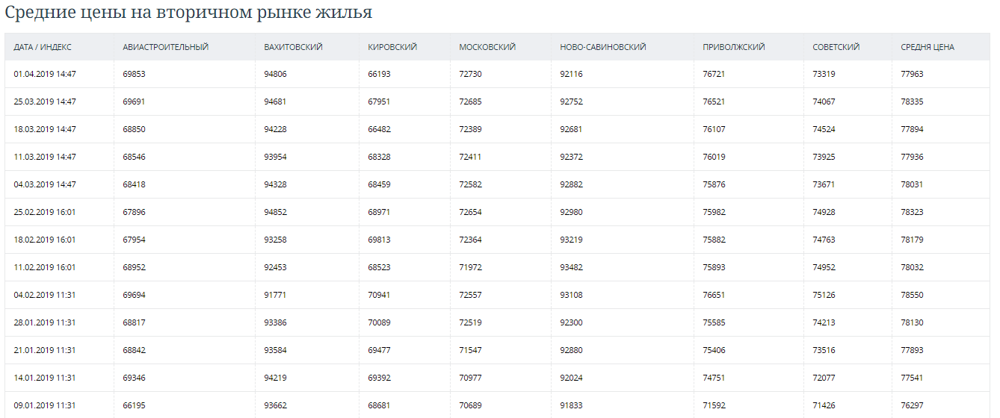 Средние цены на вторичном рынке жилья
ДАТА / ИНДЕКС АВИАСТРОИТЕЛЬНЫЙ ВАХИТОВСКИЙ КИРОВСКИЙ МОСКОВСКИЙ НОВО-САВИНОВСКИЙ ПРИВОЛЖСКИЙ СОВЕТСКИЙ СРЕДНЯ ЦЕНА
01.04.2019 14:47 69853 94806 66193 72730 92116 76721 73319 77963
25.03.2019 14:47 69691 94681 67951 72685 92752 76521 74067 78335
18.03.2019 14:47 68850 94228 66482 72389 92681 76107 74524 77894
11.03.2019 14:47 68546 93954 68328 72411 92372 76019 73925 77936
04.03.2019 14:47 68418 94328 68459 72582 92882 75876 73671 78031
25.02.2019 16:01 67896 94852 68971 72654 92980 75982 74928 78323
18.02.2019 16:01 67954 93258 69813 72364 93219 75882 74763 78179
11.02.2019 16:01 68952 92453 68523 71972 93482 75893 74952 78032
04.02.2019 11:31 69694 91771 70941 72557 93108 76651 75126 78550
28.01.2019 11:31 68817 93386 70089 72519 92300 75585 74213 78130
21.01.2019 11:31 68842 93584 69477 71547 92880 75406 73516 77893
14.01.2019 11:31 69346 94219 69392 70977 92024 74751 72077 77541
09.01.2019 11:31 66195 93662 68681 70689 91833 71592 71426 76297